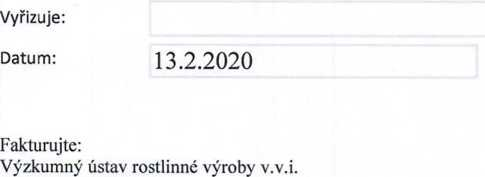 Vyřizuje:
Datum: 13.2.2020
Fakturujte:
Výzkumný ústav rostlinné výroby v.v.i.